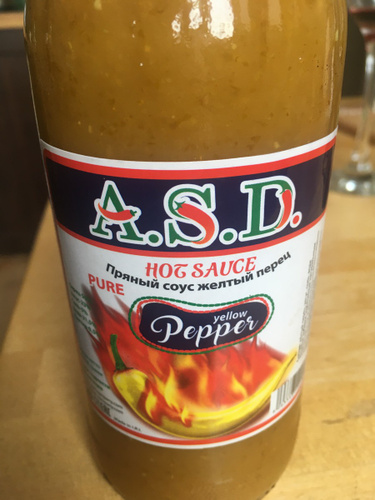 A.S.D.
HOT SAUCE
Пряный соус желтый перец
PURE
yellow
Pepper